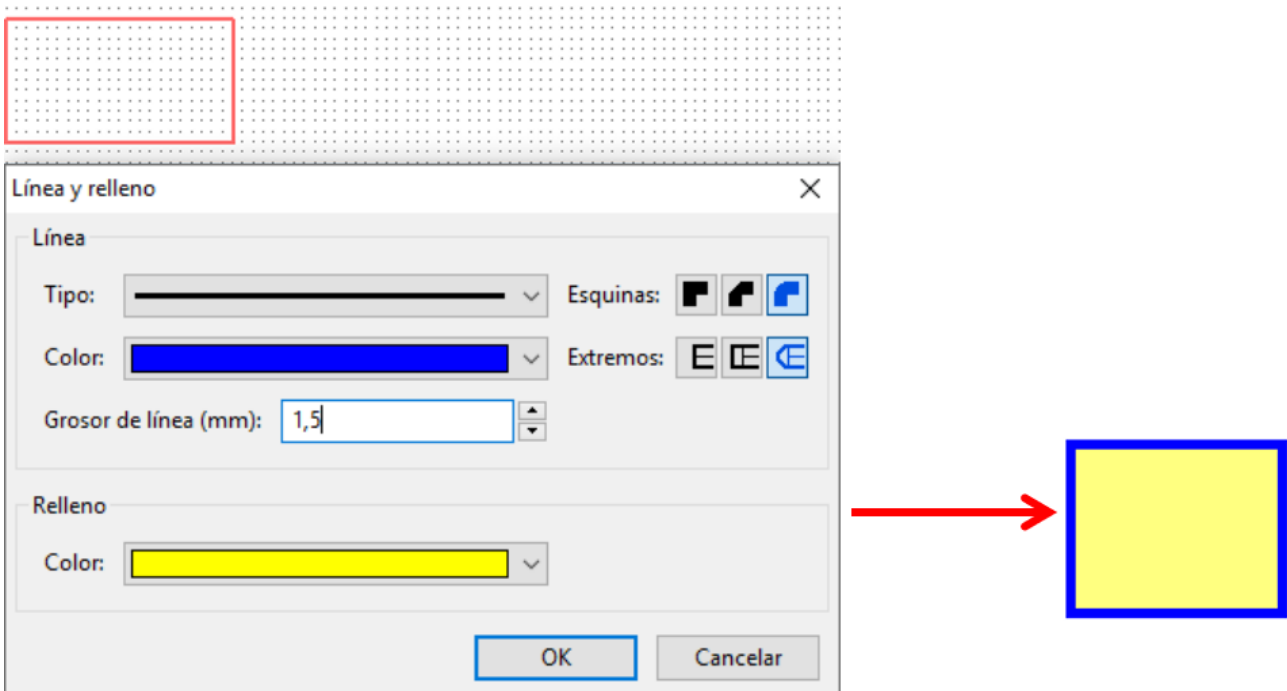 Línea y relleno
Línea
Tipo:
Esquinas:
Color:
Extremos:
Grosor de línea (mm): 1,5
Relleno
Color:
OK
Cancelar